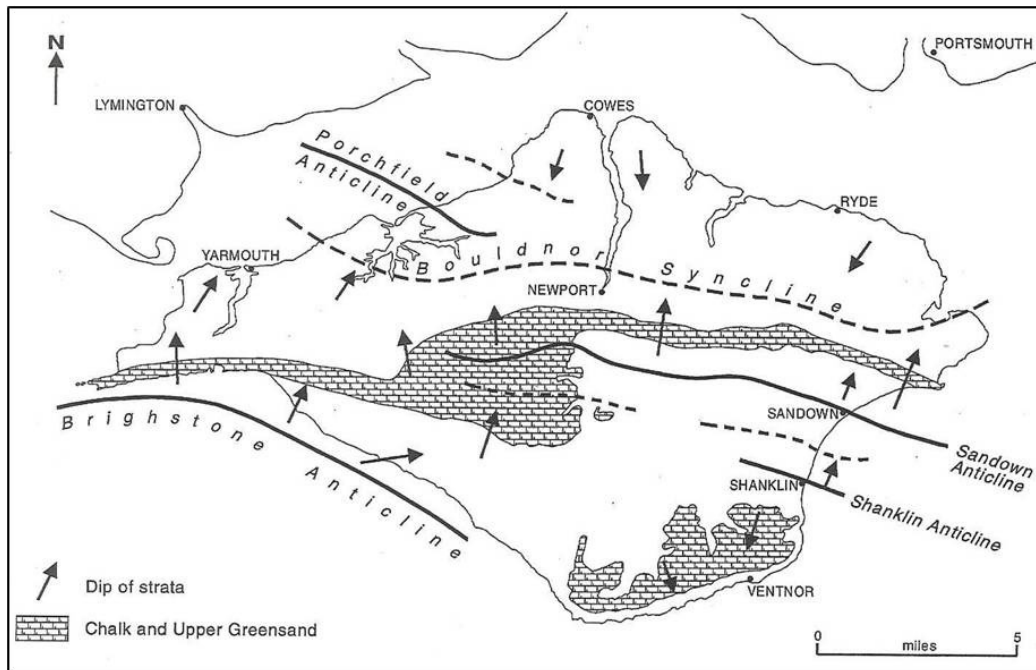 N
PORTSMOUTH
LYMINGTON
COWES
Porchfield
Anticline
RYDE
YARMOUTH
Bouldnor Syncline
NEWPORT
Brighstone Anticline
SANDOWN
Sandown
Anticline
SHANKLIN
Shanklin Anticline
VENTNOR
Dip of strata
Chalk and Upper Greensand
0 5
miles